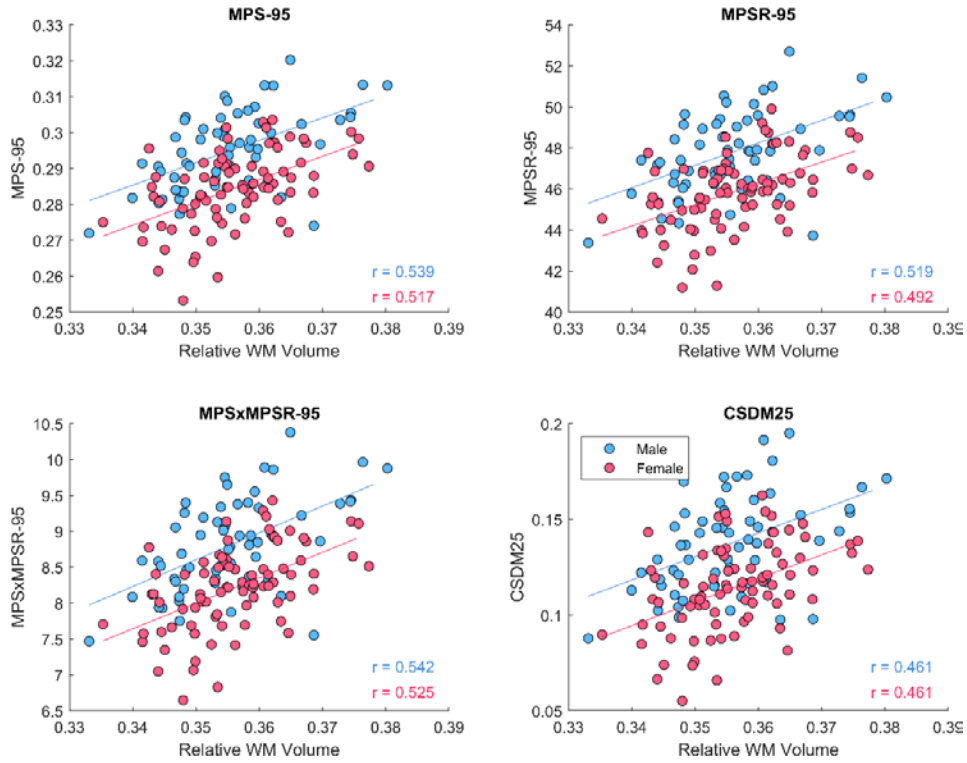 MPS-95
MPS-95
0.33
0.32
0.31
0.3
0.29
0.28
0.27
0.26
0.25
r = 0.539
r = 0.517
0.33 0.34 0.35 0.36 0.37 0.38 0.39
Relative WM Volume
MPSR-95
MPSR-95
54
52
50
48
46
44
42
40
r = 0.519
r = 0.492
0.33 0.34 0.35 0.36 0.37 0.38 0.39
Relative WM Volume
MPSxMPSR-95
MPSxMPSR-95
10.5
10
9.5
9
8.5
8
7.5
7
6.5
r = 0.542
r = 0.525
0.33 0.34 0.35 0.36 0.37 0.38 0.39
Relative WM Volume
CSDM25
CSDM25
0.2
0.15
0.1
0.05
Male
Female
r = 0.461
r = 0.461
0.33 0.34 0.35 0.36 0.37 0.38 0.39
Relative WM Volume